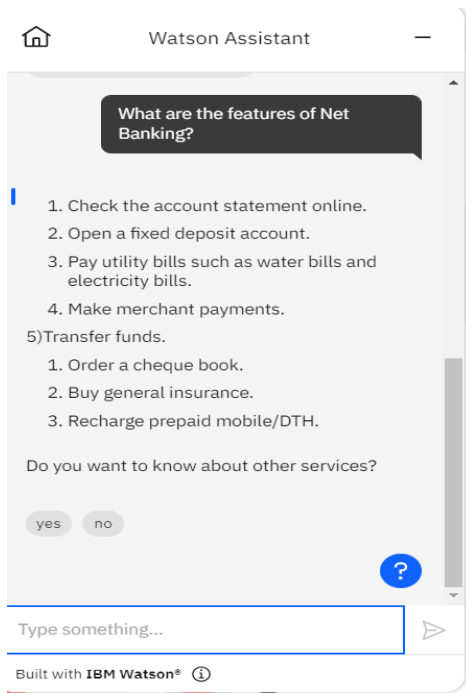 Watson Assistant
What are the features of Net
Banking?
1. Check the account statement online.
2. Open a fixed deposit account.
3. Pay utility bills such as water bills and
electricity bills.
4. Make merchant payments.
5)Transfer funds.
1. Order a cheque book.
2. Buy general insurance.
3. Recharge prepaid mobile/DTH.
Do you want to know about other services?
yes no
?
Type something...
Built with IBM Watson®